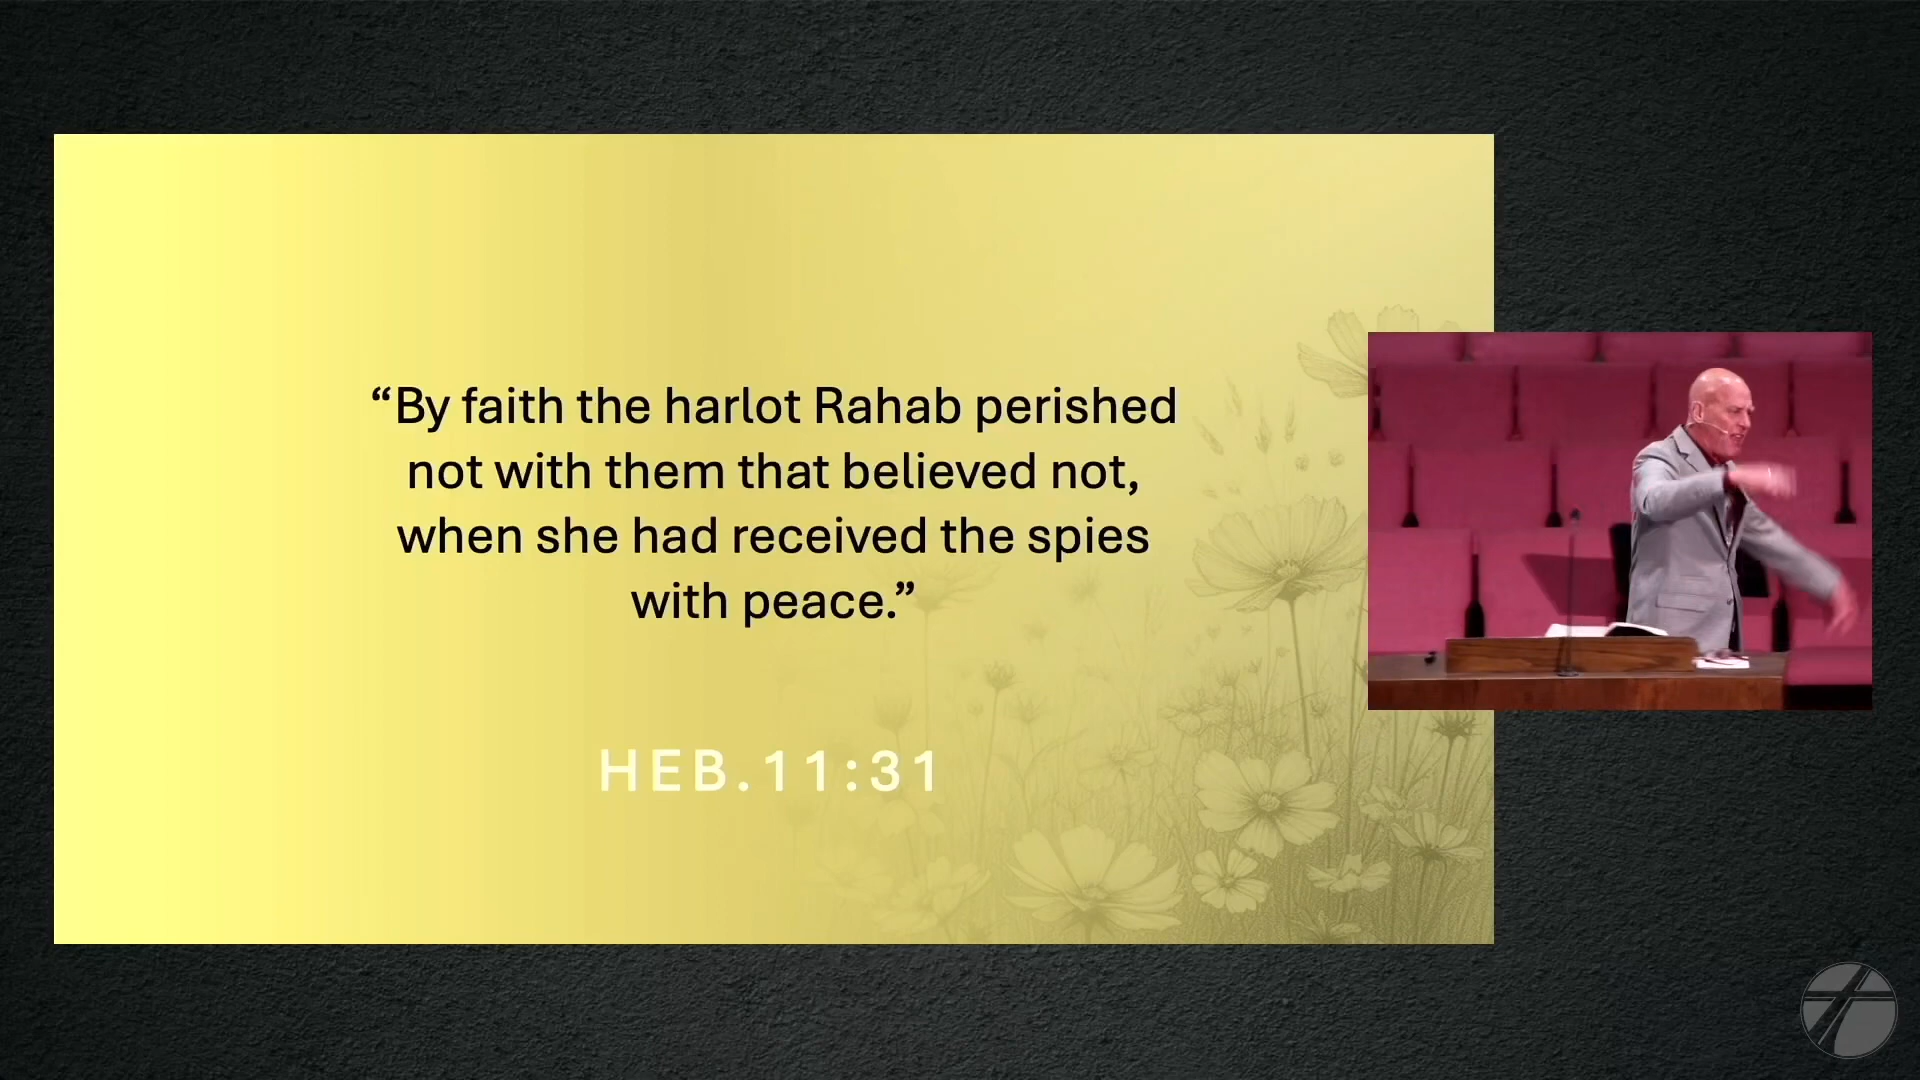 “By faith the harlot Rahab perished
not with them that believed not,
when she had received the spies
with peace.”
HEB.11:31